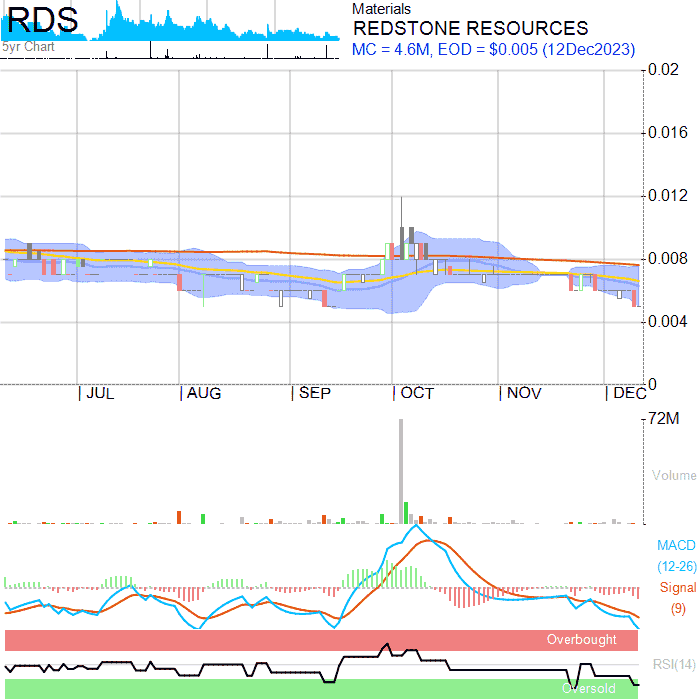 RDS
5yr Chart
Materials
REDSTONE RESOURCES
MC = 4.6M, EOD = $0.005 (12Dec2023)
0.02
0.016
0.012
0.008
0.004
0
JUL AUG SEP OCT NOV DEC
72M
Volume
MACD
(12-26)
Signal
(9)
Overbought
RSI(14)
Oversold